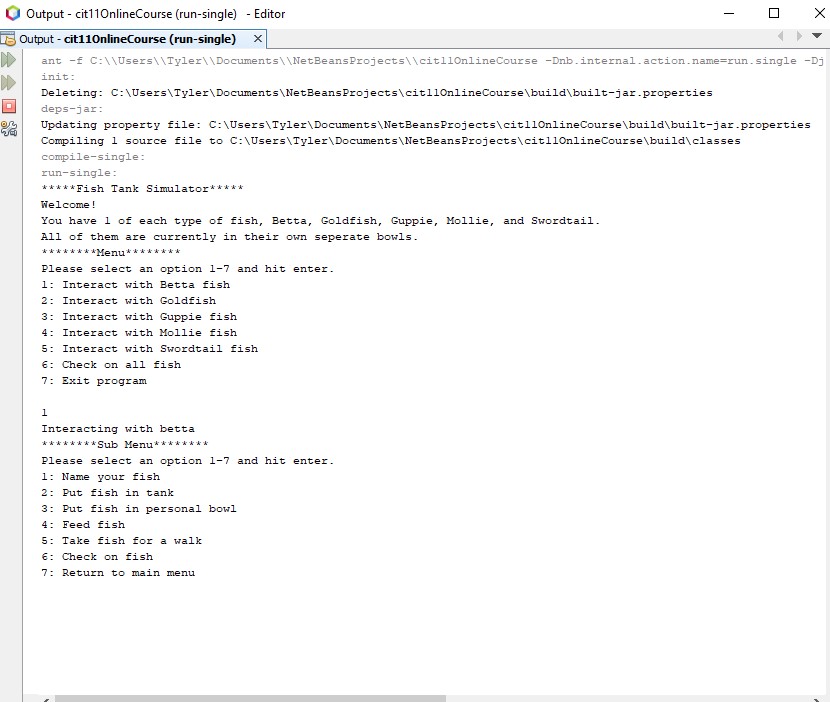 Output - cit11OnlineCourse (run-single) - Editor
Output - cit11OnlineCourse (run-single)
ant -f C:\\Users\\Tyler\\Documents\\NetBeansProjects\\cit11OnlineCourse -Dnb.internal.action.name=run.single -Dj
init:
Deleting: C:\Users\Tyler\Documents\NetBeansProjects\cit11OnlineCourse\build\built-jar.properties
deps-jar:
Updating property file: C:\Users\Tyler\Documents\NetBeansProjects\cit11OnlineCourse\build\built-jar.properties
Compiling 1 source file to C:\Users\Tyler\Documents\NetBeansProjects\cit11OnlineCourse\build\classes
compile-single:
run-single:
*****Fish Tank Simulator*****
Welcome!
You have 1 of each type of fish, Betta, Goldfish, Guppie, Mollie, and Swordtail.
All of them are currently in their own seperate bowls.
********Menu********
Please select an option 1-7 and hit enter.
1: Interact with Betta fish
2: Interact with Goldfish
3: Interact with Guppie fish
4: Interact with Mollie fish
5: Interact with Swordtail fish
6: Check on all fish
7: Exit program
1
Interacting with betta
********Sub Menu********
Please select an option 1-7 and hit enter.
1: Name your fish
2: Put fish in tank
3: Put fish in personal bowl
4: Feed fish
5: Take fish for a walk
6: Check on fish
7: Return to main menu